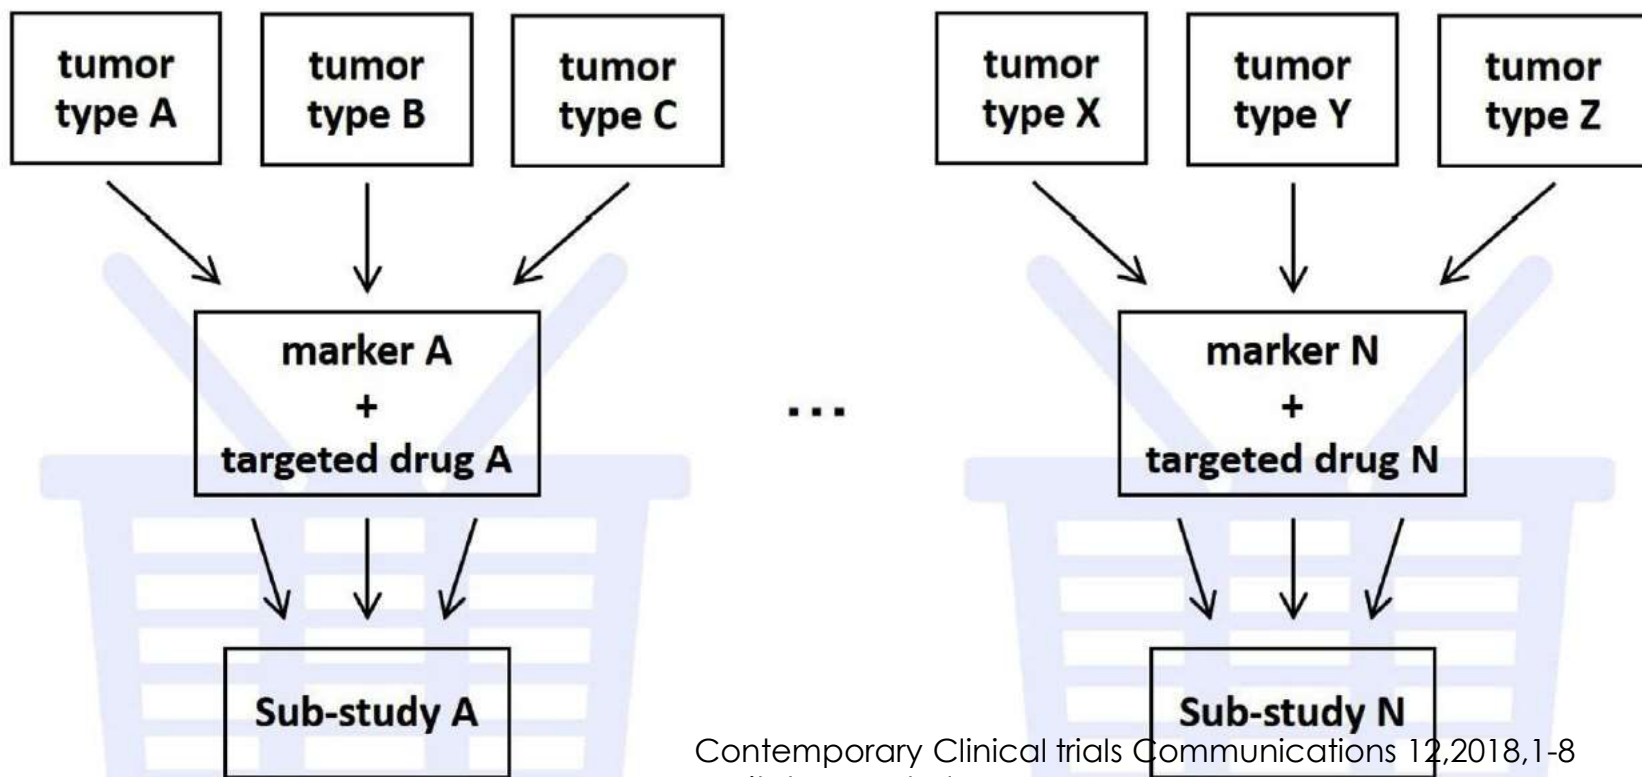 tumor
type A
tumor
type B
tumor
type C
tumor
type X
tumor
type Y
tumor
type Z
marker A
+
targeted drug A
...
marker N
+
targeted drug N
Sub-study A
Sub-study N
Contemporary Clinical trials Communications 12,2018,1-8